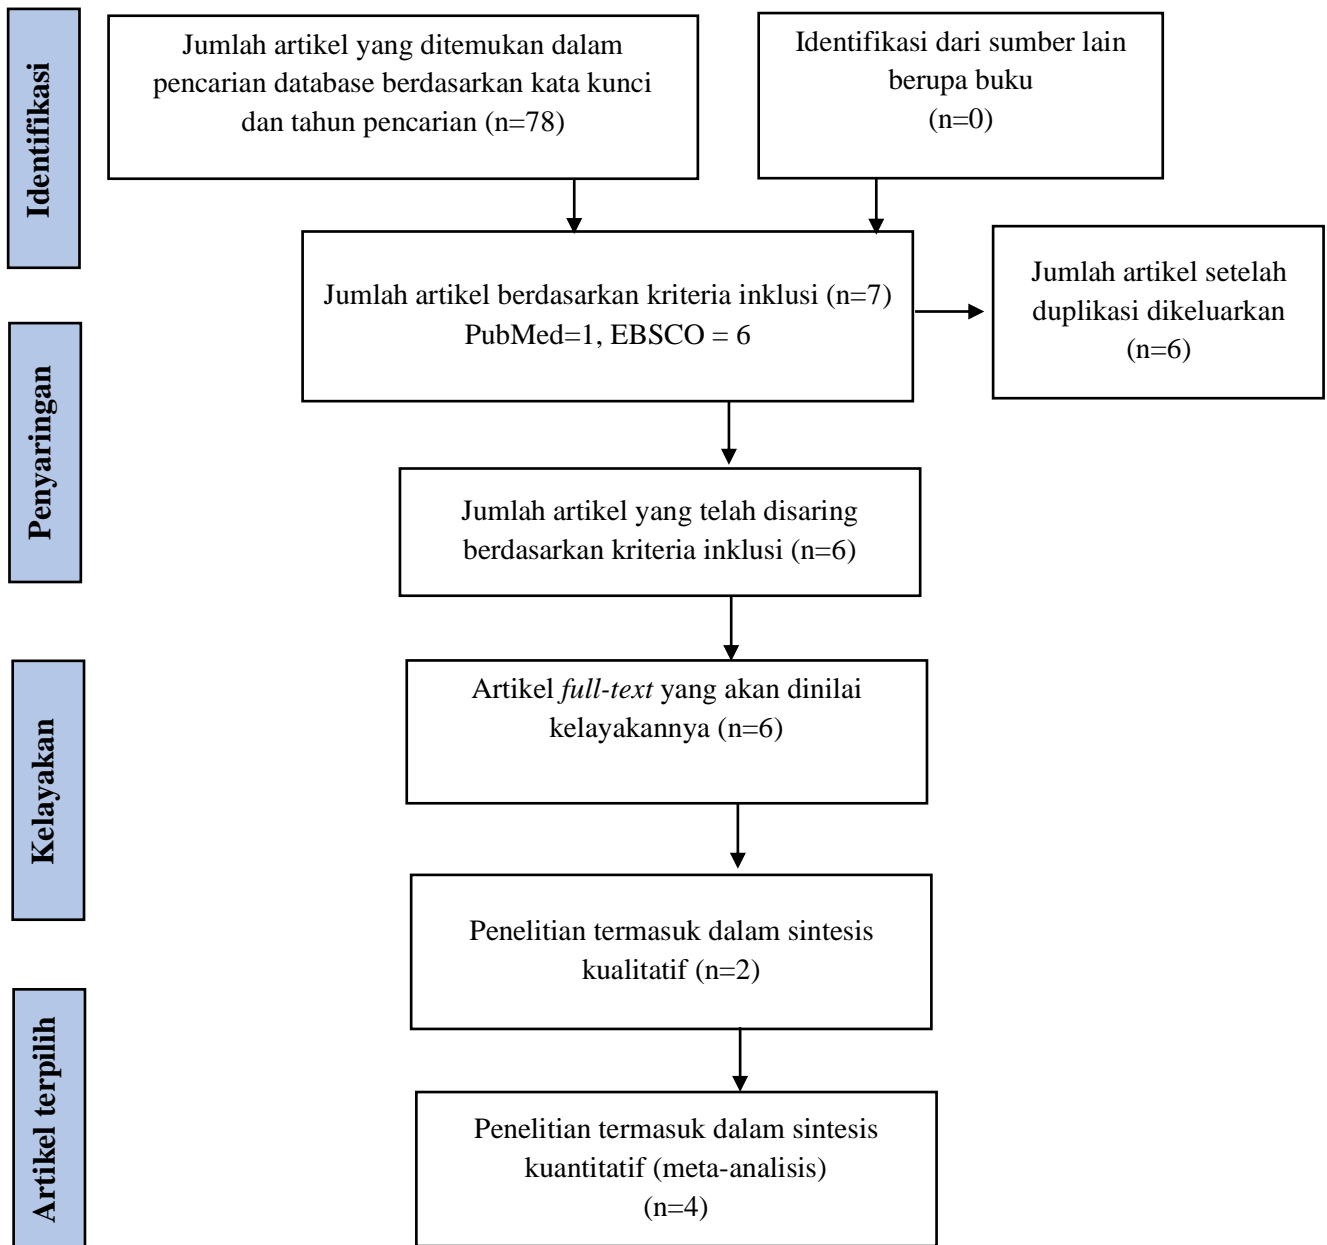 Identifikasi
Jumlah artikel yang ditemukan dalam
pencarian database berdasarkan kata kunci
dan tahun pencarian (n=78)
Identifikasi dari sumber lain
berupa buku
(n=0)
Jumlah artikel berdasarkan kriteria inklusi (n=7)
PubMed=1, EBSCO = 6
Jumlah artikel setelah
duplikasi dikeluarkan
(n=6)
Penyaringan
Jumlah artikel yang telah disaring
berdasarkan kriteria inklusi (n=6)
Kelayakan
Artikel full-text yang akan dinilai
kelayakannya (n=6)
Penelitian termasuk dalam sintesis
kualitatif (n=2)
Artikel terpilih
Penelitian termasuk dalam sintesis
kuantitatif (meta-analisis)
(n=4)